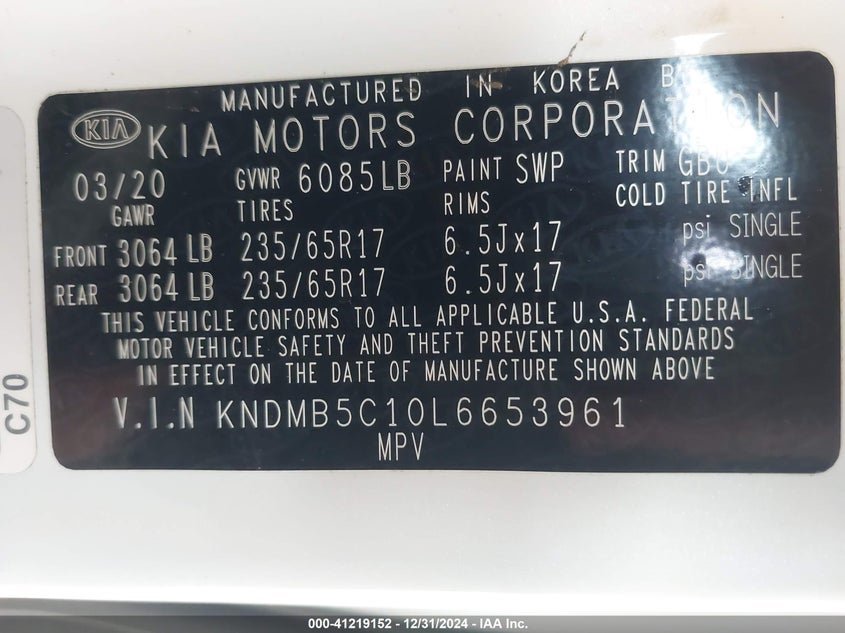 MANUFACTURED IN KOREA
KIA KIA MOTORS CORPORATION
03/20 GVWR 6085LB PAINT SWP TRIM
GAWR TIRES RIMS COLD TIRE INFL
FRONT 3064 LB 235/65R17 6.5Jx17 psi SINGLE
REAR 3064 LB 235/65R17 6.5Jx17 psi SINGLE
THIS VEHICLE CONFORMS TO ALL APPLICABLE U.S.A. FEDERAL
MOTOR VEHICLE SAFETY AND THEFT PREVENTION STANDARDS
IN EFFECT ON THE DATE OF MANUFACTURE SHOWN ABOVE
V.I.N KNDMB5C10L6653961
MPV
C70
000-41219152 - 12/31/2024 - IAA Inc.